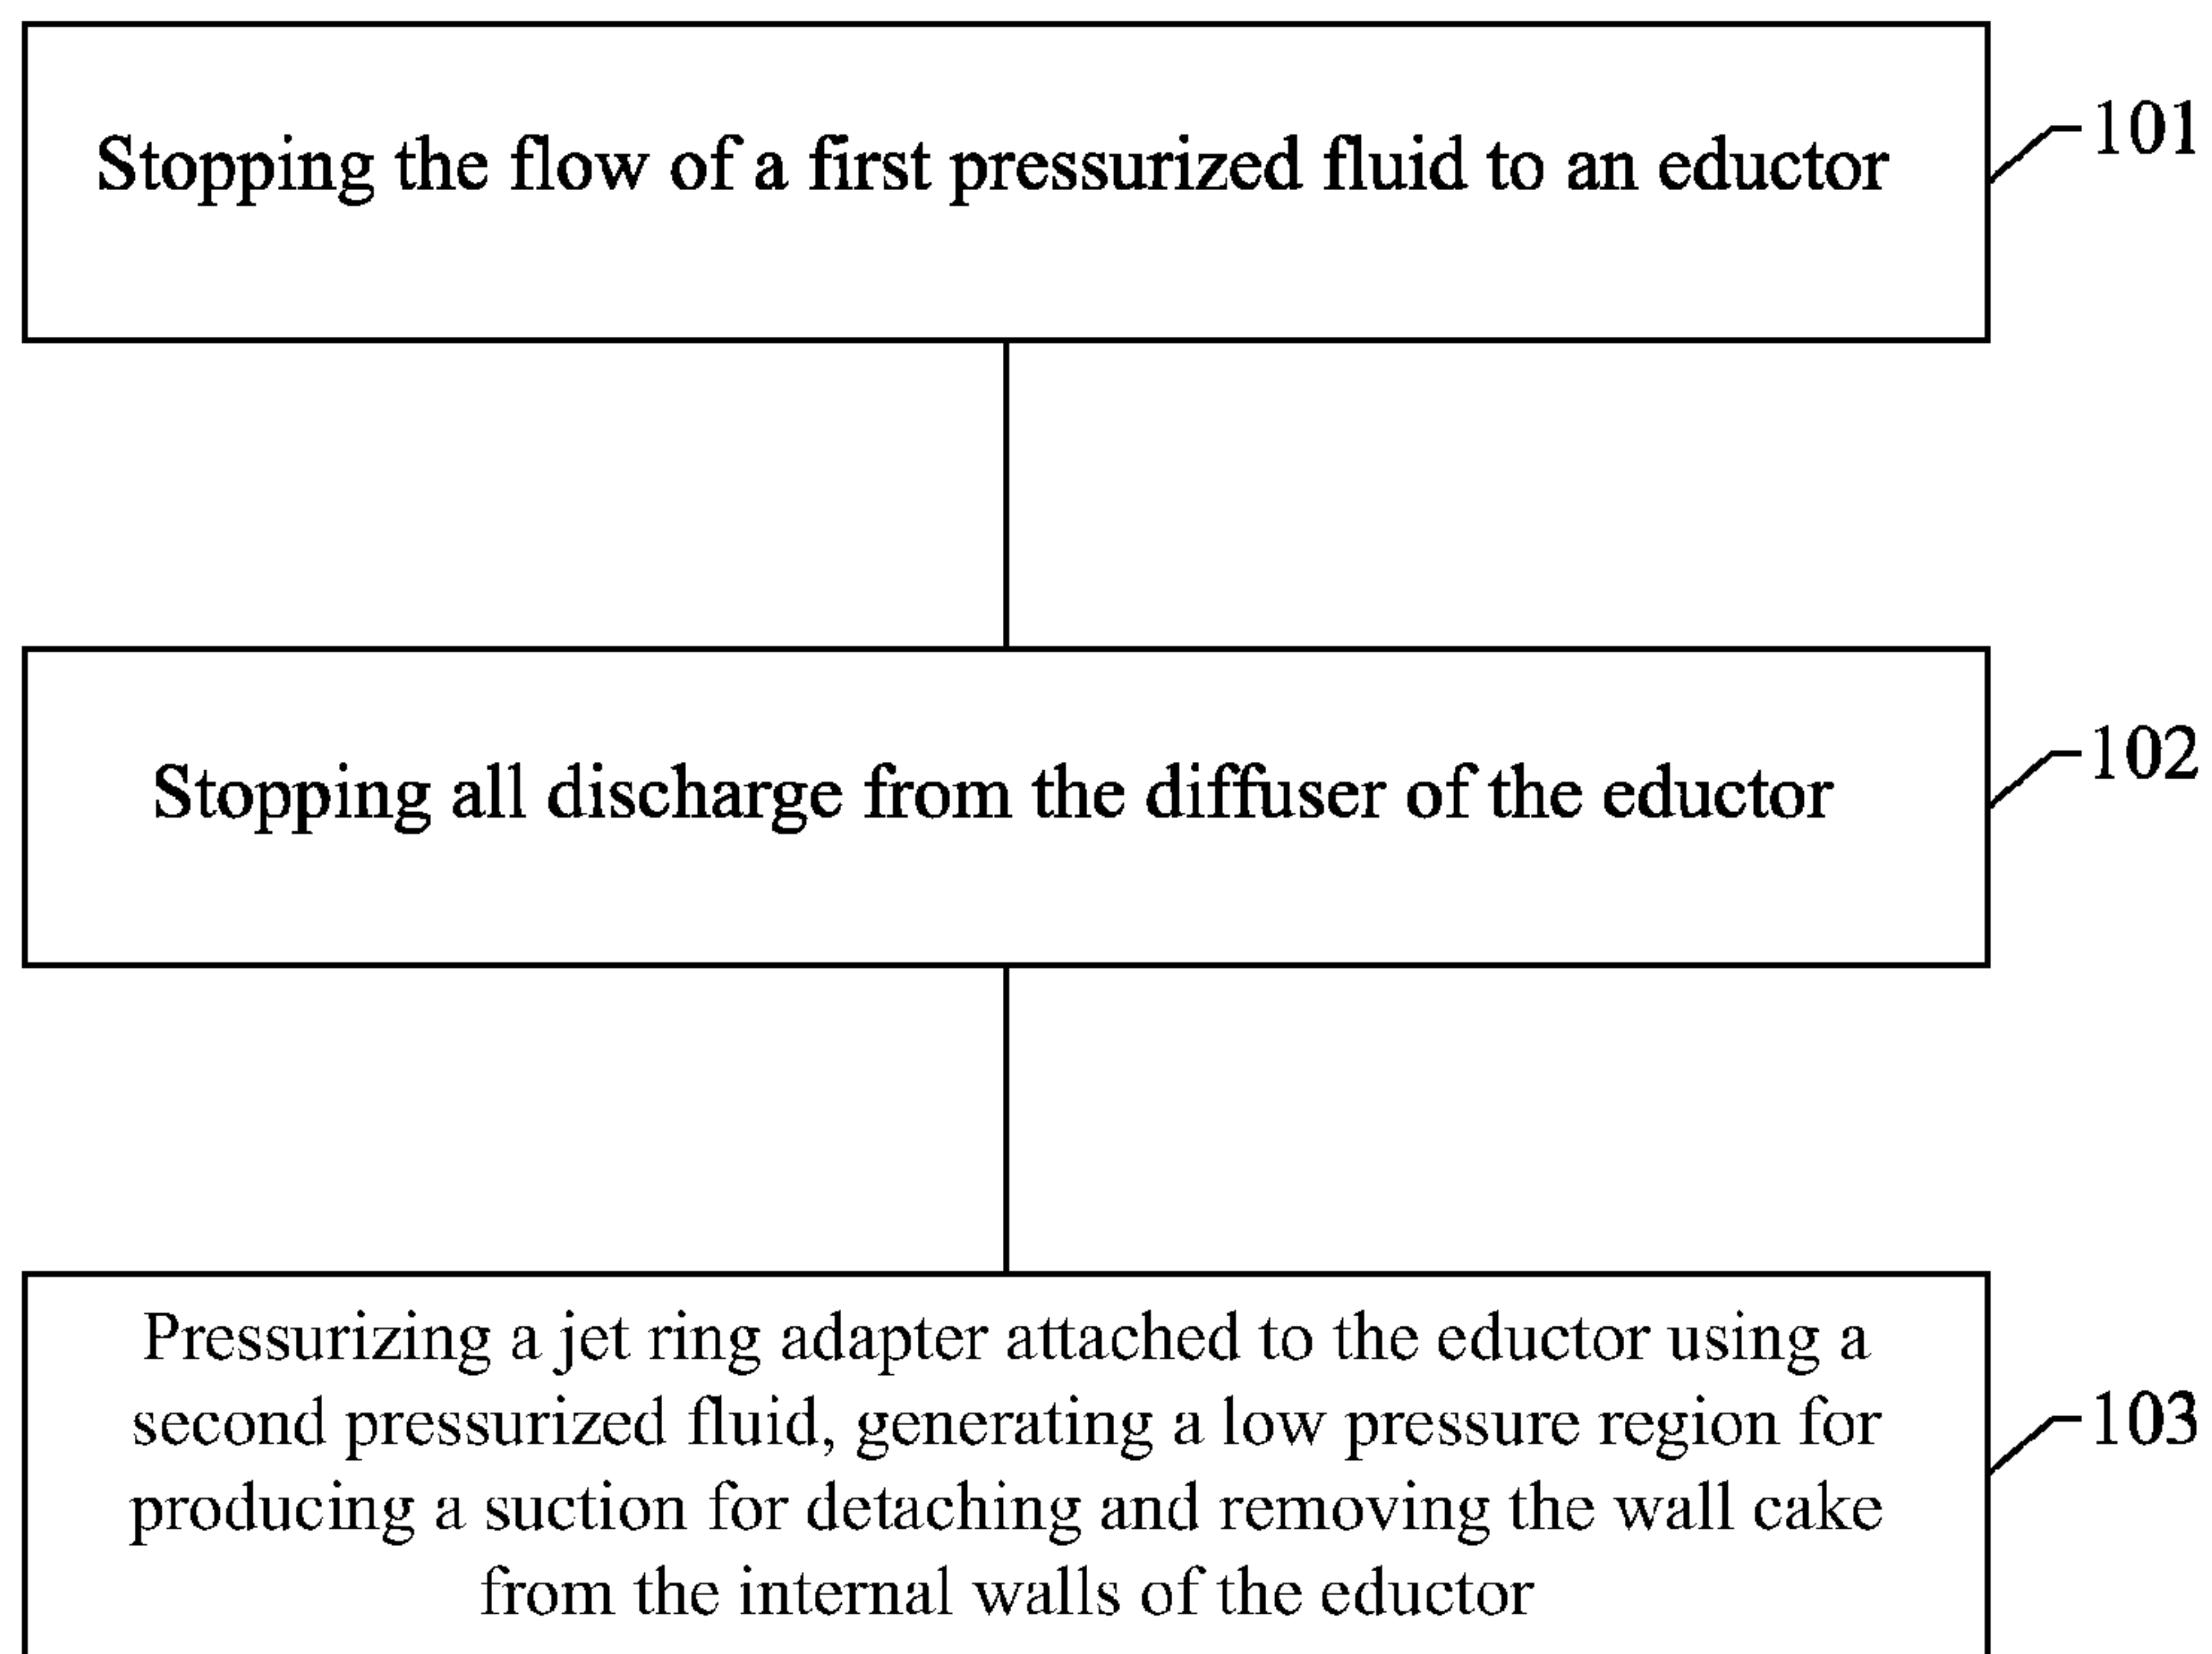 Stopping the flow of a first pressurized fluid to an eductor
101
Stopping all discharge from the diffuser of the eductor
102
Pressurizing a jet ring adapter attached to the eductor using a
second pressurized fluid, generating a low pressure region for
producing a suction for detaching and removing the wall cake
from the internal walls of the eductor
103